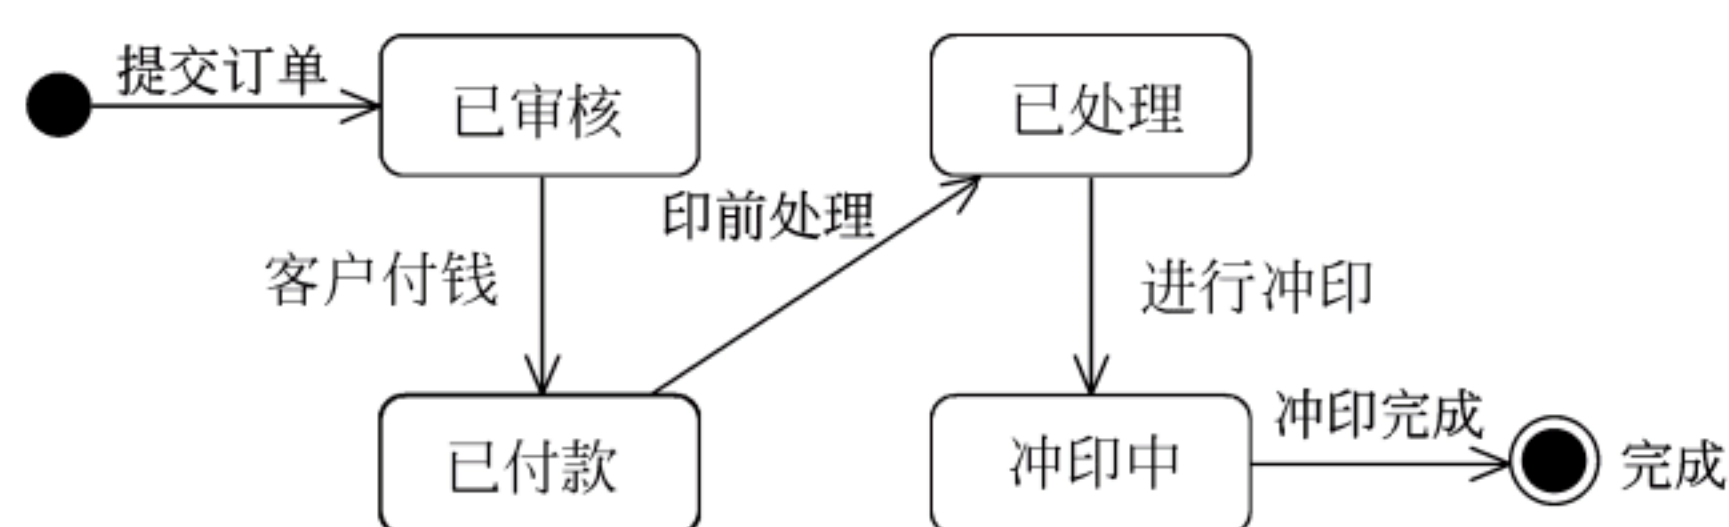 提交订单
已审核
已处理
印前处理
客户付钱
进行冲印
已付款
冲印中
冲印完成
完成